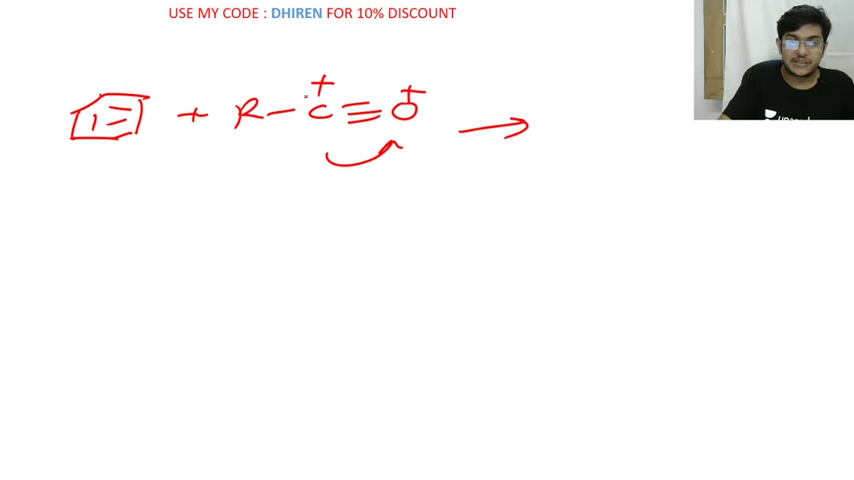 USE MY CODE : DHIREN FOR 10% DISCOUNT
+ R - C⁺ ≡ O⁺ →